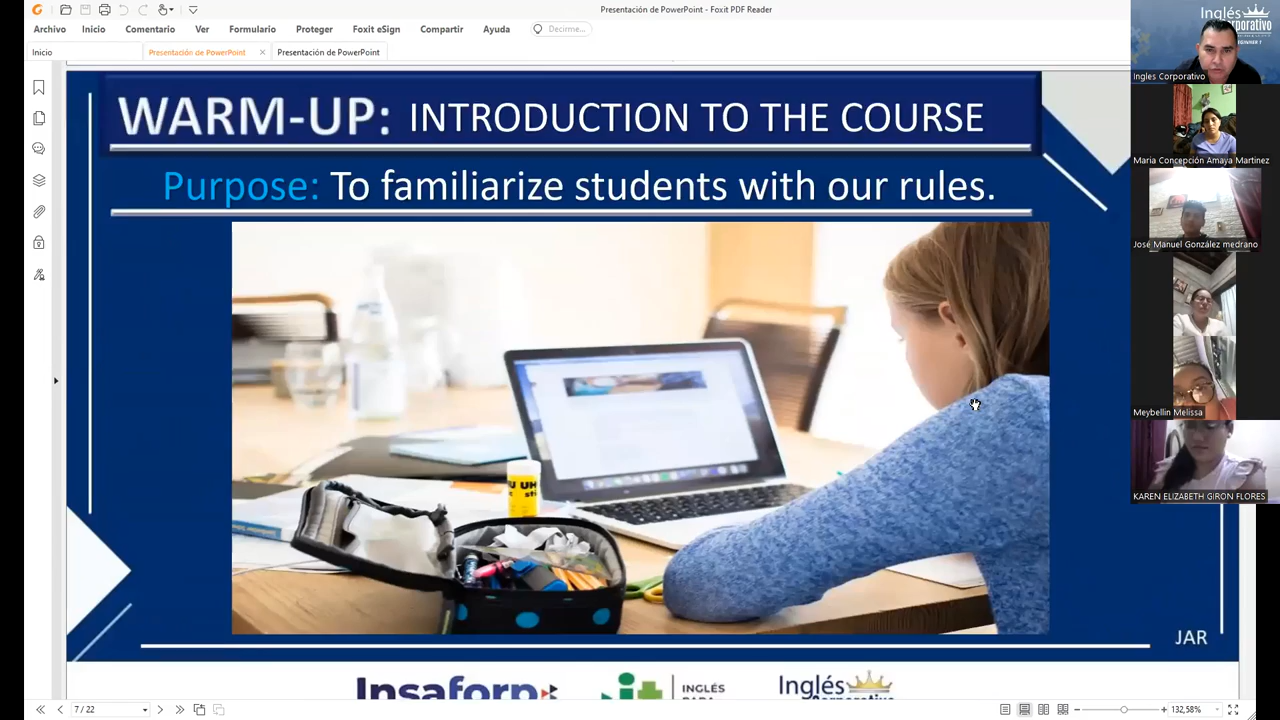 Presentación de PowerPoint - Foxit PDF Reader
Archivo Inicio Comentario Ver Formulario Proteger Foxit eSign Compartir Ayuda Decirme...
Inicio Presentación de PowerPoint Presentación de PowerPoint
WARM-UP: INTRODUCTION TO THE COURSE
Purpose: To familiarize students with our rules.
JAR
Insaforp
INGLÉS
Inglés
Corporativo
7 / 22
132,58%
Inglés
Corporativo
BEGINNER 1
Ingles Corporativo
Maria Concepción Amaya Martinez
José Manuel González medrano
Meybellin Melissa
KAREN ELIZABETH GIRON FLORES